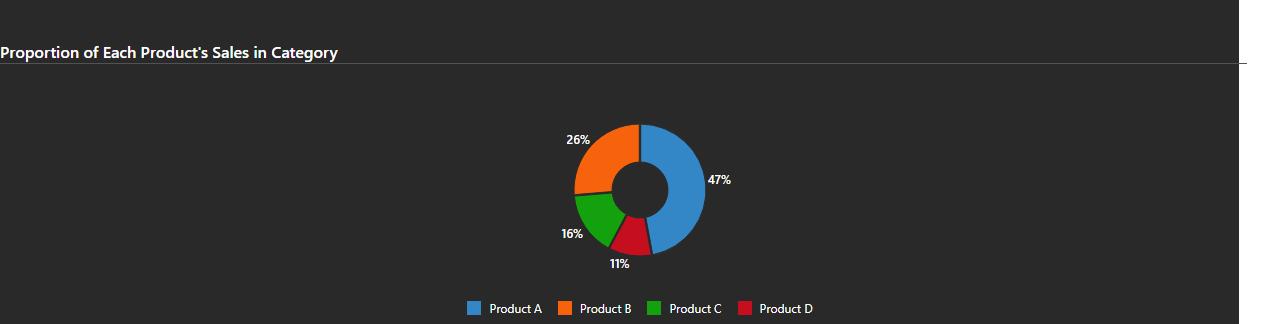 Proportion of Each Product's Sales in Category
26%
47%
16%
11%
Product A
Product B
Product C
Product D